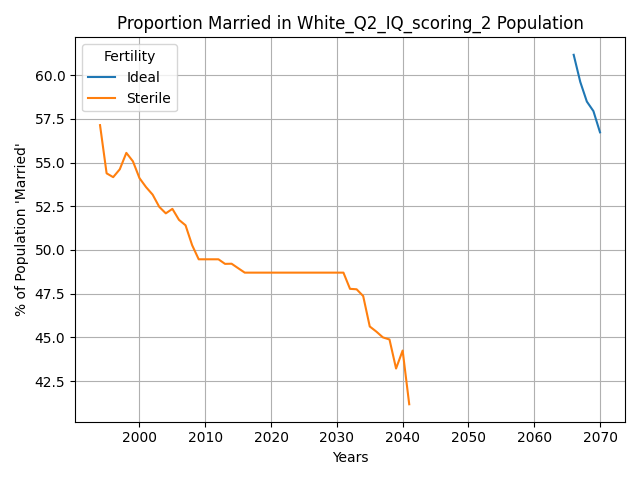 Proportion Married in White_Q2_IQ_scoring_2 Population
Fertility
Ideal
Sterile
% of Population 'Married'
60.0
57.5
55.0
52.5
50.0
47.5
45.0
42.5
2000 2010 2020 2030 2040 2050 2060 2070
Years